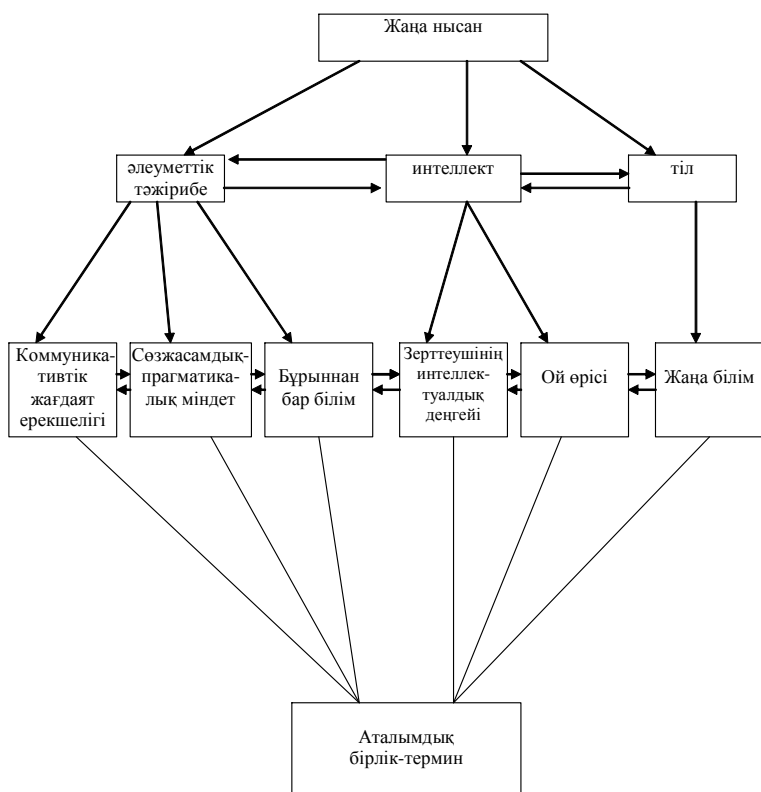 Жаңа нысан
әлеуметтік
тәжірибе
интеллект
тіл
Коммуника-
тивтік
жағдаят
ерекшелігі
Сөзжасамдық-
прагматика-
лық міндет
Бұрыннан
бар білім
Зерттеушінің
интеллек-
туалдық
деңгейі
Ой өрісі
Жаңа білім
Аталымдық
бірлік-термин